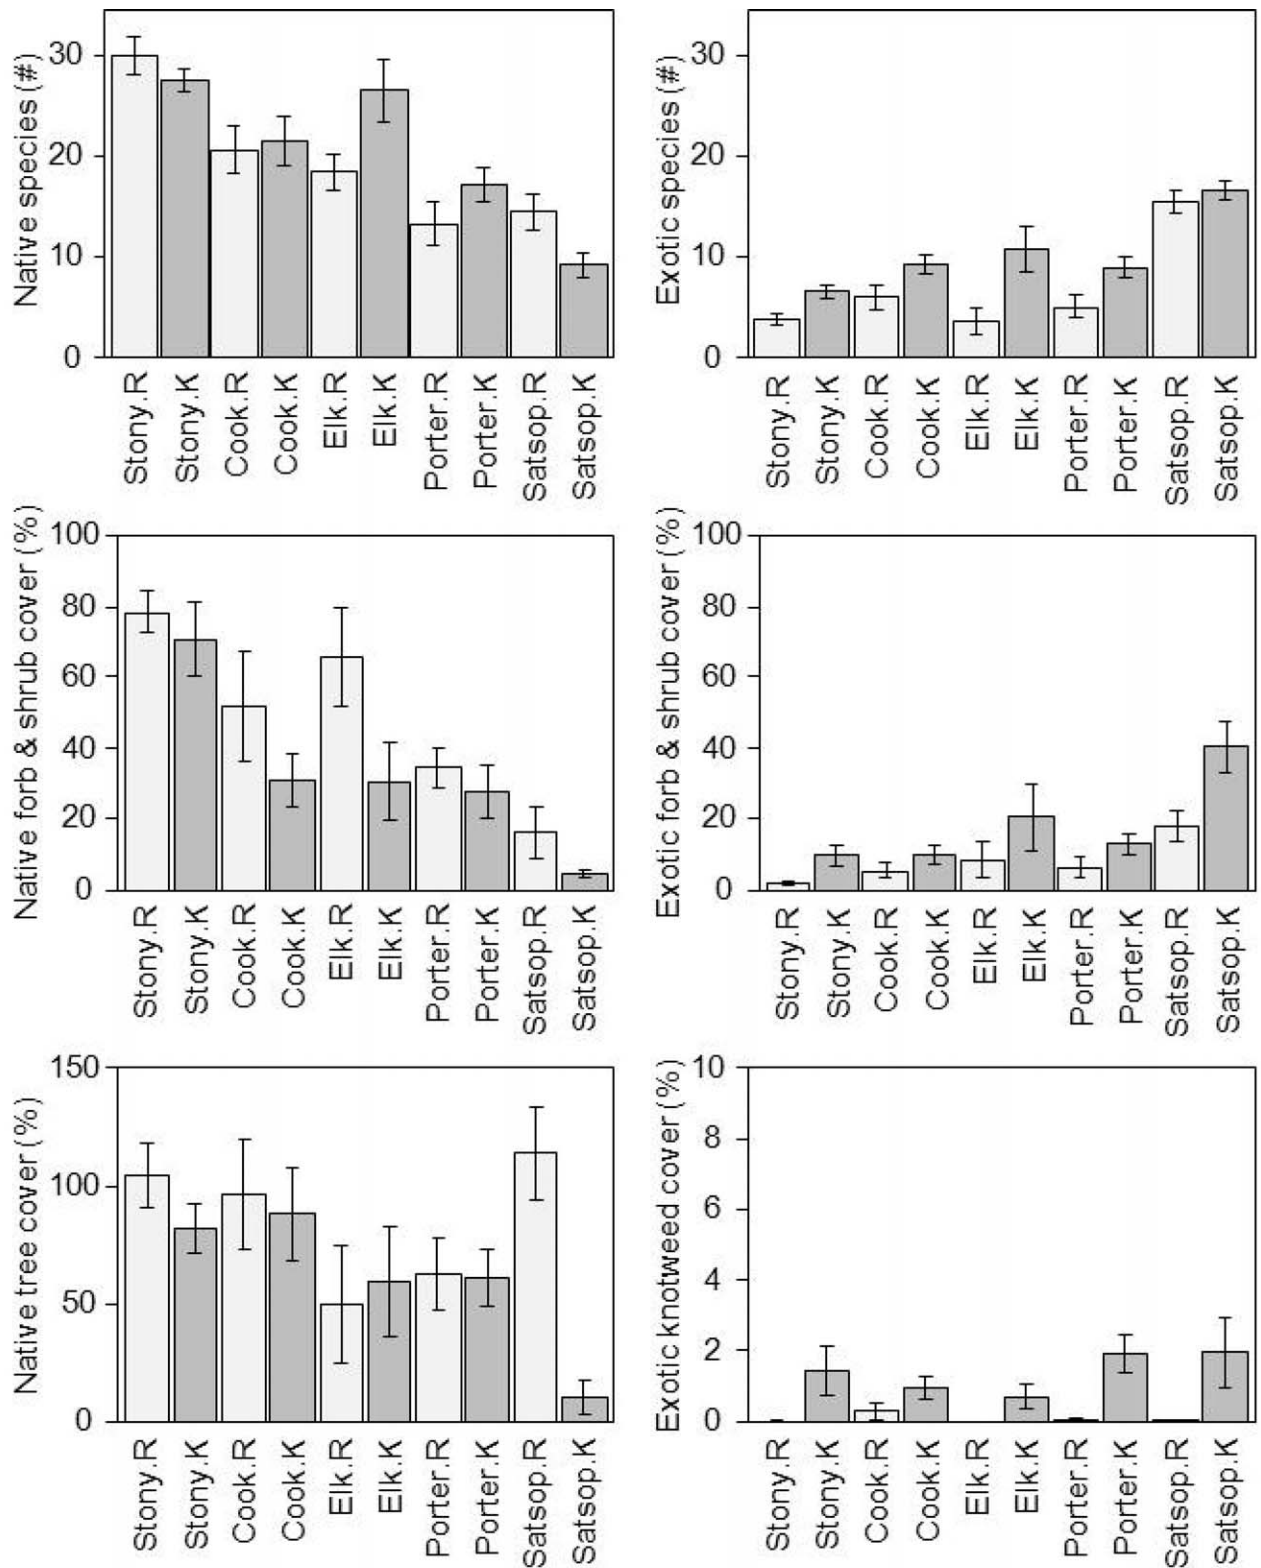 Native species (#)
30
20
10
0
Stony.R
Stony.K
Cook.R
Cook.K
Elk.R
Elk.K
Porter.R
Porter.K
Satsop.R
Satsop.K
Exotic species (#)
30
20
10
0
Stony.R
Stony.K
Cook.R
Cook.K
Elk.R
Elk.K
Porter.R
Porter.K
Satsop.R
Satsop.K
Native forb & shrub cover (%)
100
80
60
40
20
0
Stony.R
Stony.K
Cook.R
Cook.K
Elk.R
Elk.K
Porter.R
Porter.K
Satsop.R
Satsop.K
Exotic forb & shrub cover (%)
100
80
60
40
20
0
Stony.R
Stony.K
Cook.R
Cook.K
Elk.R
Elk.K
Porter.R
Porter.K
Satsop.R
Satsop.K
Native tree cover (%)
150
100
50
0
Stony.R
Stony.K
Cook.R
Cook.K
Elk.R
Elk.K
Porter.R
Porter.K
Satsop.R
Satsop.K
Exotic knotweed cover (%)
10
8
6
4
2
0
Stony.R
Stony.K
Cook.R
Cook.K
Elk.R
Elk.K
Porter.R
Porter.K
Satsop.R
Satsop.K